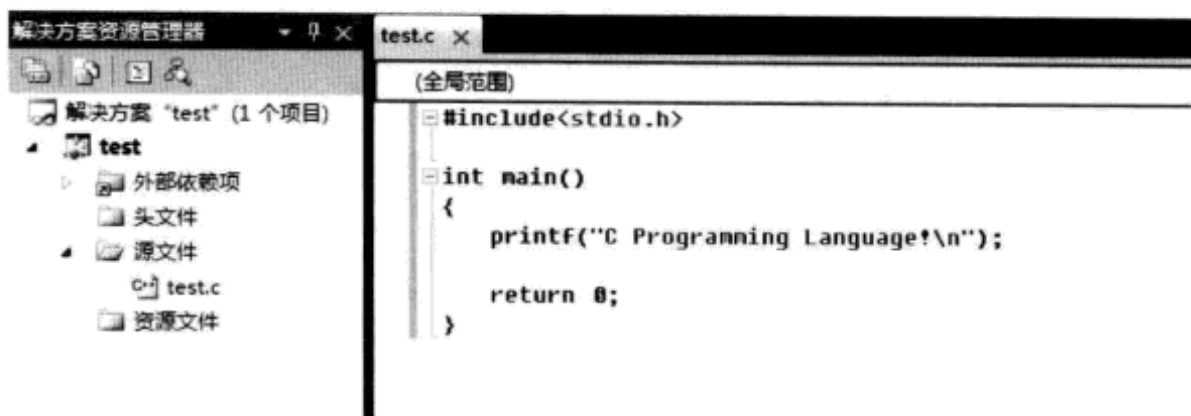 解决方案资源管理器
解决方案 "test" (1 个项目)
test
外部依赖项
头文件
源文件
test.c
资源文件
test.c
(全局范围)
#include<stdio.h>
int main()
{
printf("C Programming Language!\n");
return 0;
}